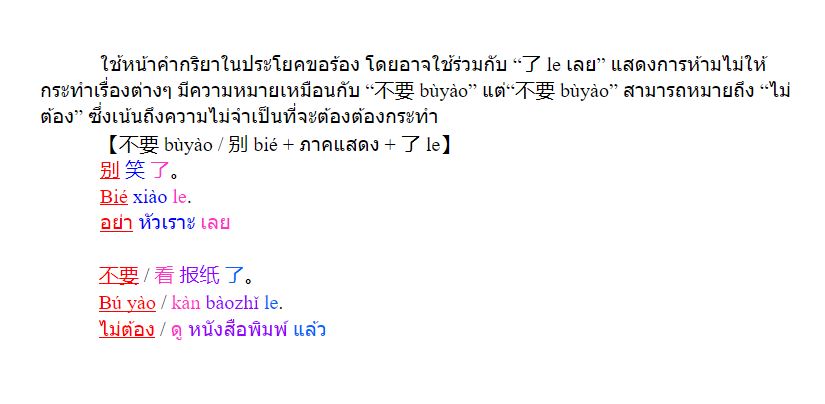 ใช้หน้าคำกริยาในประโยคขอร้อง โดยอาจใช้ร่วมกับ “了 le เลย” แสดงการห้ามไม่ให้
กระทำเรื่องต่างๆ มีความหมายเหมือนกับ “不要 bùyào” แต่“不要 bùyào” สามารถหมายถึง “ไม่
ต้อง” ซึ่งเน้นถึงความไม่จำเป็นที่จะต้องต้องกระทำ
【不要 bùyào / 别 bié + ภาคแสดง + 了 le】
别 笑 了。
Bié xiào le.
อย่า หัวเราะ เลย
不要 / 看 报纸 了。
Bú yào / kàn bàozhǐ le.
ไม่ต้อง / ดู หนังสือพิมพ์ แล้ว